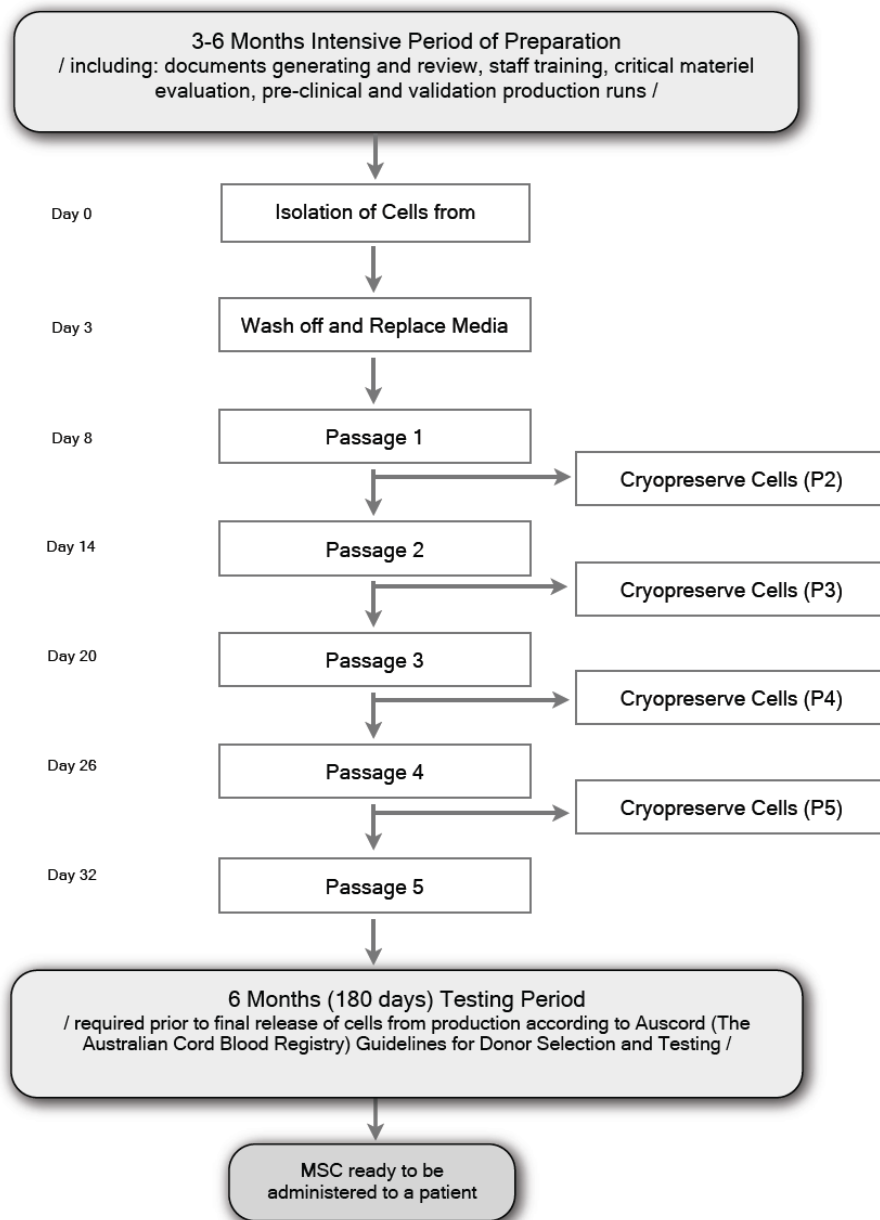 3-6 Months Intensive Period of Preparation
/ including: documents generating and review, staff training, critical materiel
evaluation, pre-clinical and validation production runs /
Day 0
Isolation of Cells from
Day 3
Wash off and Replace Media
Day 8
Passage 1
Cryopreserve Cells (P2)
Day 14
Passage 2
Cryopreserve Cells (P3)
Day 20
Passage 3
Cryopreserve Cells (P4)
Day 26
Passage 4
Cryopreserve Cells (P5)
Day 32
Passage 5
6 Months (180 days) Testing Period
/ required prior to final release of cells from production according to Auscord (The
Australian Cord Blood Registry) Guidelines for Donor Selection and Testing /
MSC ready to be
administered to a patient